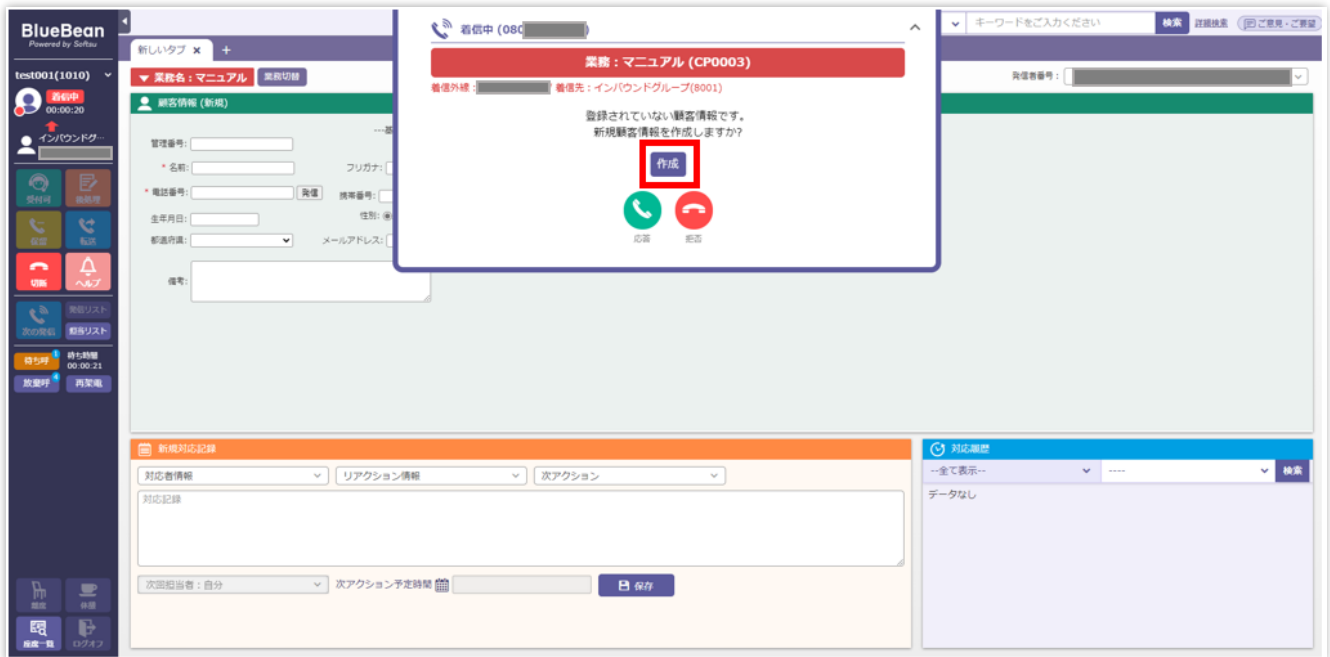 BlueBean
Powered by Softsu
test001(1010)
着信中
00:00:20
インバウンドグ…
受付可
後処理
保留
転送
切断
ヘルプ
次の発信
発信リスト
担当リスト
待ち呼
1
待ち時間
00:00:21
放棄呼
4
再架電
離席
休憩
座席一覧
ログオフ
新しいタブ × +
キーワードをご入力ください
検索
詳細検索
ご意見・ご要望
▼ 業務名：マニュアル
業務切替
発信者番号：
顧客情報 (新規)
管理番号:
* 名前:
フリガナ:
* 電話番号:
発信
携帯番号:
生年月日:
性別:
都道府県:
メールアドレス:
備考:
着信中 (080
)
業務：マニュアル (CP0003)
着信外線：
着信先：インバウンドグループ(8001)
登録されていない顧客情報です。
新規顧客情報を作成しますか?
作成
応答
拒否
新規対応記録
対応者情報
リアクション情報
次アクション
対応記録
次回担当者：自分
次アクション予定時間
保存
対応履歴
--全て表示--
----
検索
データなし